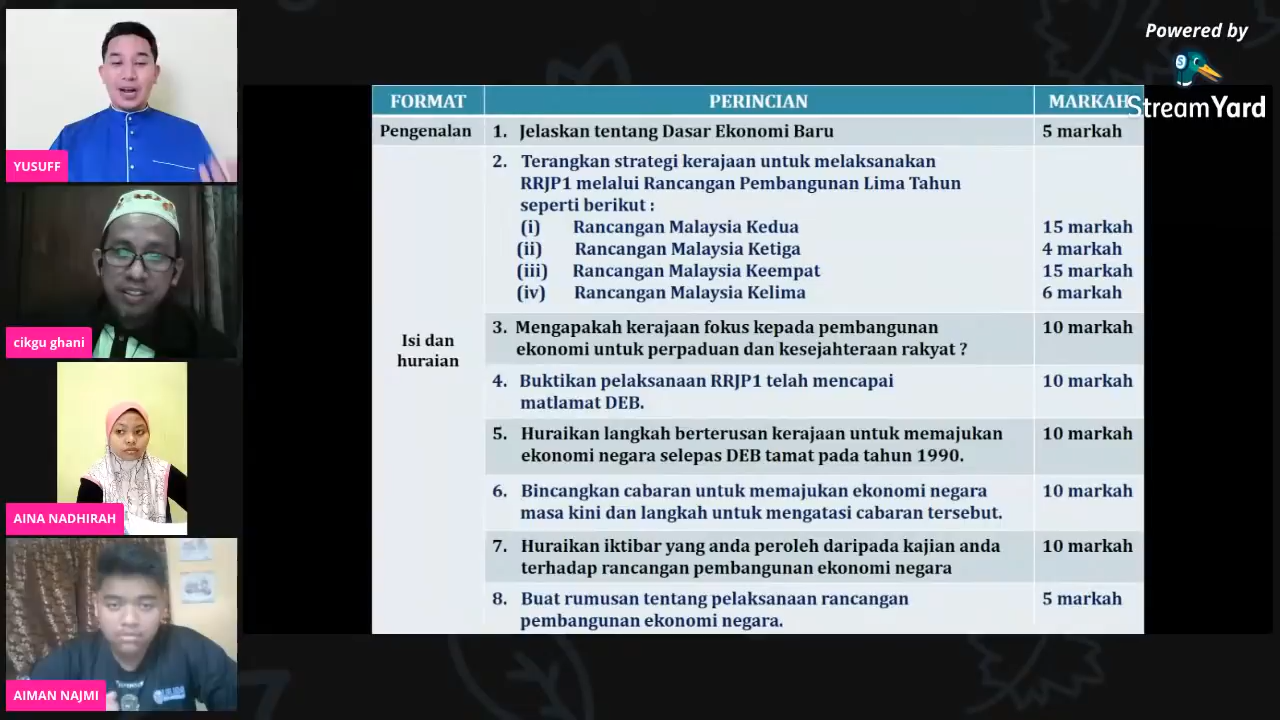 Powered by
StreamYard
YUSUFF
cikgu ghani
AINA NADHIRAH
AIMAN NAJMI
FORMAT PERINCIAN MARKAH
Pengenalan 1. Jelaskan tentang Dasar Ekonomi Baru 5 markah
Isi dan
huraian
2. Terangkan strategi kerajaan untuk melaksanakan
RRJP1 melalui Rancangan Pembangunan Lima Tahun
seperti berikut :
(i) Rancangan Malaysia Kedua 15 markah
(ii) Rancangan Malaysia Ketiga 4 markah
(iii) Rancangan Malaysia Keempat 15 markah
(iv) Rancangan Malaysia Kelima 6 markah
3. Mengapakah kerajaan fokus kepada pembangunan 10 markah
ekonomi untuk perpaduan dan kesejahteraan rakyat ?
4. Buktikan pelaksanaan RRJP1 telah mencapai 10 markah
matlamat DEB.
5. Huraikan langkah berterusan kerajaan untuk memajukan 10 markah
ekonomi negara selepas DEB tamat pada tahun 1990.
6. Bincangkan cabaran untuk memajukan ekonomi negara 10 markah
masa kini dan langkah untuk mengatasi cabaran tersebut.
7. Huraikan iktibar yang anda peroleh daripada kajian anda 10 markah
terhadap rancangan pembangunan ekonomi negara
8. Buat rumusan tentang pelaksanaan rancangan 5 markah
pembangunan ekonomi negara.